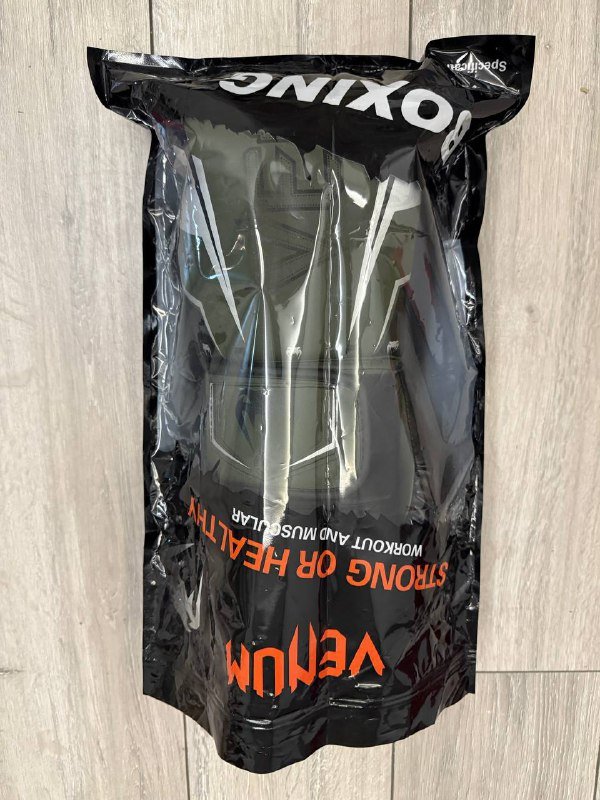 VENUM
STRONG OR HEALTHY
WORKOUT AND MUSCULAR
BOXING